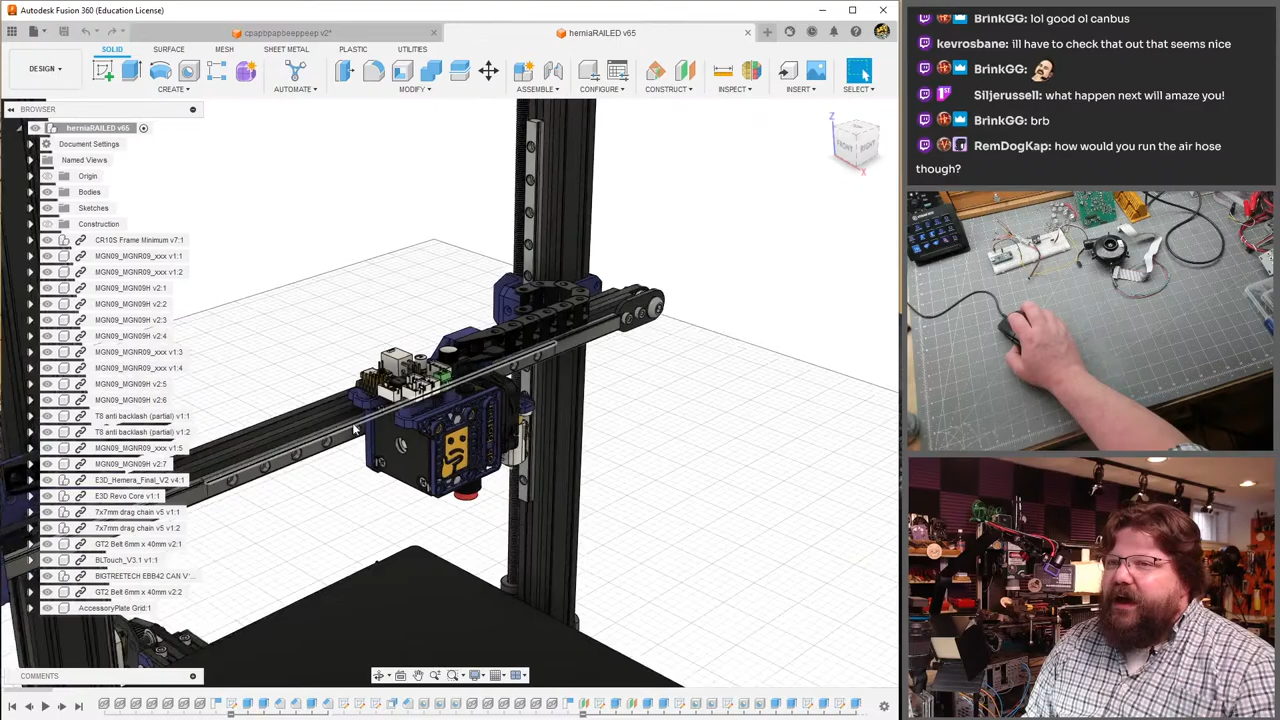 Autodesk Fusion 360 (Education License)
cpapbpapbeeppeep v2*
herniaRAILED v65
DESIGN
SOLID
SURFACE
MESH
SHEET METAL
PLASTIC
UTILITIES
CREATE
AUTOMATE
MODIFY
ASSEMBLE
CONFIGURE
CONSTRUCT
INSPECT
INSERT
SELECT
BROWSER
herniaRAILED v65
Document Settings
Named Views
Origin
Bodies
Sketches
Construction
CR10S Frame Minimum v7:1
MGN09_MGNR09_xxx v1:1
MGN09_MGNR09_xxx v1:2
MGN09_MGN09H v2:1
MGN09_MGN09H v2:2
MGN09_MGN09H v2:3
MGN09_MGN09H v2:4
MGN09_MGNR09_xxx v1:3
MGN09_MGNR09_xxx v1:4
MGN09_MGN09H v2:5
MGN09_MGN09H v2:6
T8 anti backlash (partial) v1:1
T8 anti backlash (partial) v1:2
MGN09_MGNR09_xxx v1:5
MGN09_MGN09H v2:7
E3D_Hemera_Final_V2 v4:1
E3D Revo Core v1:1
7x7mm drag chain v5 v1:1
7x7mm drag chain v5 v1:2
GT2 Belt 6mm x 40mm v2:1
BLTouch_V3.1 v1:1
BIGTREETECH EBB42 CAN V'...
GT2 Belt 6mm x 40mm v2:2
AccessoryPlate Grid:1
COMMENTS
Z
FRONT
RIGHT
X
BrinkGG: lol good ol canbus
kevrosbane: ill have to check that out that seems nice
BrinkGG:
1st
Siljerussell: what happen next will amaze you!
BrinkGG: brb
RemDogKap: how would you run the air hose
though?